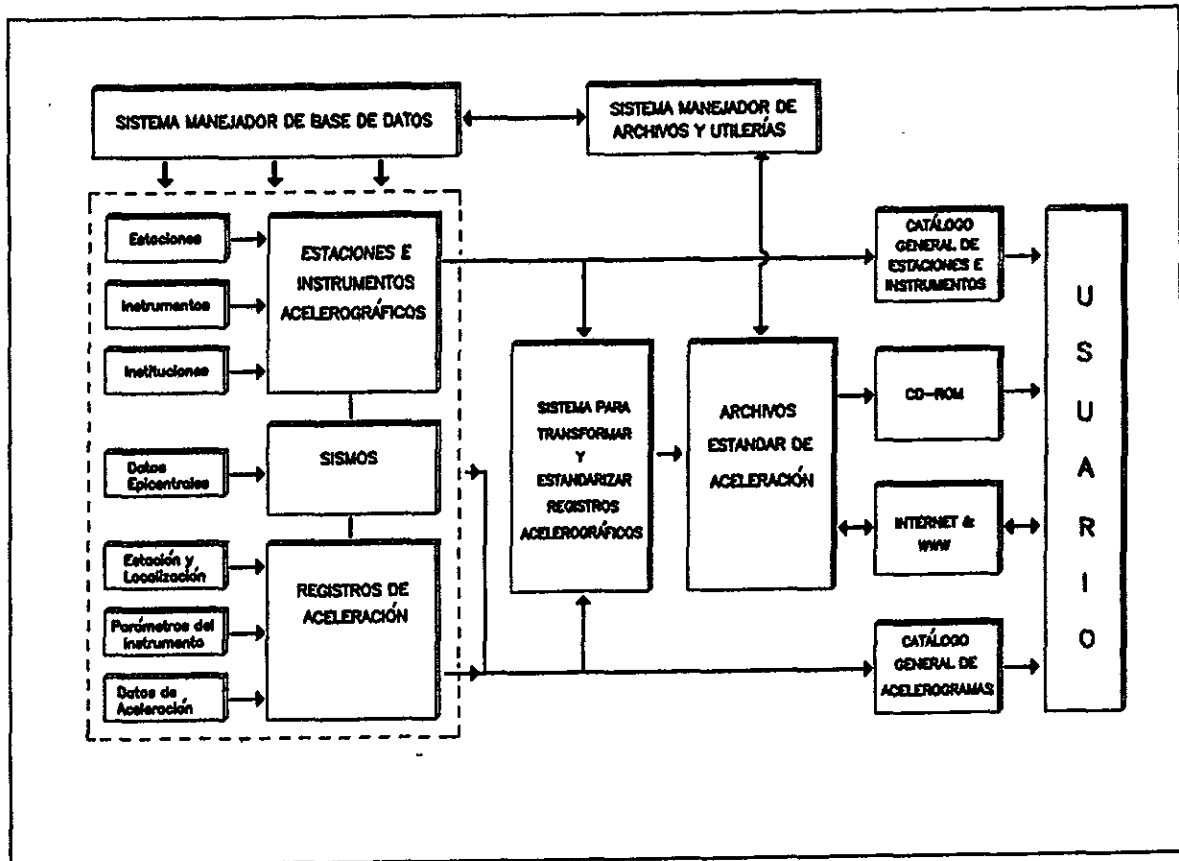 SISTEMA MANEJADOR DE BASE DE DATOS
SISTEMA MANEJADOR DE
ARCHIVOS Y UTILERÍAS
Estaciones
Instrumentos
Instituciones
ESTACIONES E
INSTRUMENTOS
ACELEROGRÁFICOS
Datos
Epicentrales
SISMOS
Estación y
Localización
Parámetros del
Instrumento
Datos de
Aceleración
REGISTROS DE
ACELERACIÓN
SISTEMA PARA
TRANSFORMAR
Y
ESTANDARIZAR
REGISTROS
ACELEROGRÁFICOS
ARCHIVOS
ESTANDAR DE
ACELERACIÓN
CATÁLOGO
GENERAL DE
ESTACIONES E
INSTRUMENTOS
CD-ROM
INTERNET &
WWW
CATÁLOGO
GENERAL DE
ACELEROGRAMAS
USUARIO